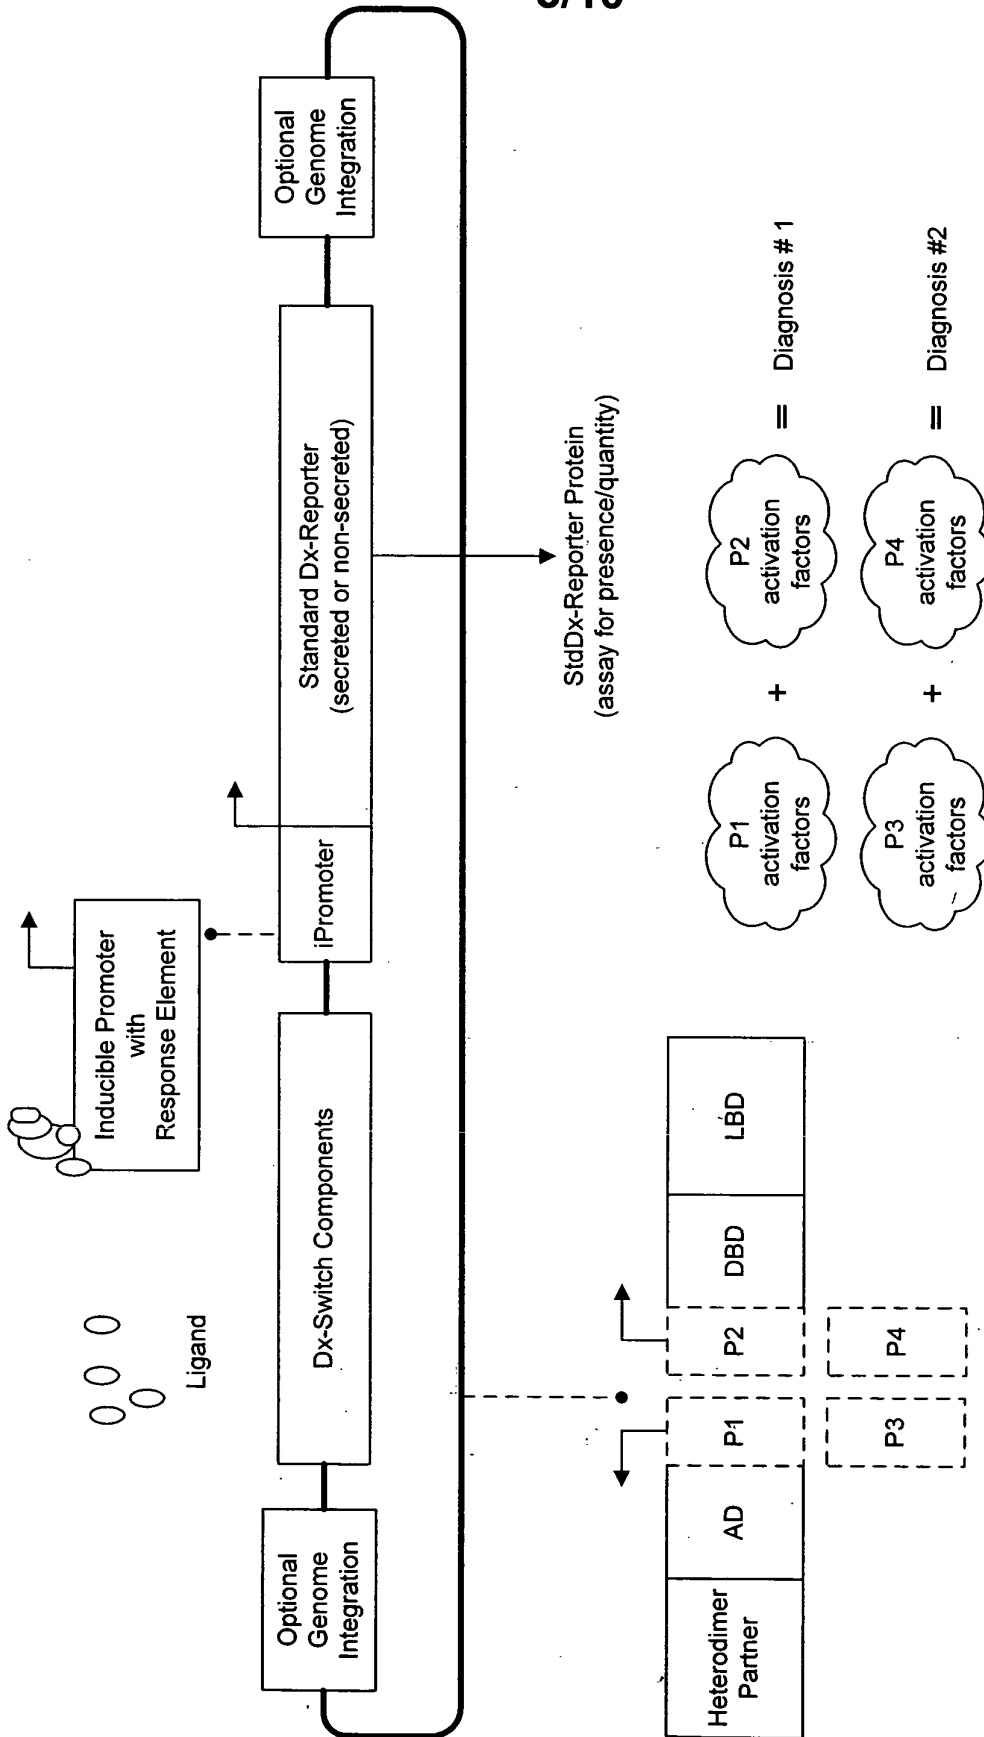 Inducible Promoter
with
Response Element
Ligand
Optional
Genome
Integration
Dx-Switch Components
iPromoter
Standard Dx-Reporter
(secreted or non-secreted)
Optional
Genome
Integration
StdDx-Reporter Protein
(assay for presence/quantity)
Heterodimer
Partner
AD
P1
P2
DBD
LBD
P3
P4
P1
activation
factors
+
P2
activation
factors
= Diagnosis # 1
P3
activation
factors
+
P4
activation
factors
= Diagnosis #2